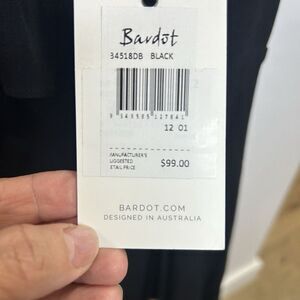 Bardot
34518DB BLACK
12 01
MANUFACTURER'S
SUGGESTED
RETAIL PRICE
$99.00
BARDOT.COM
DESIGNED IN AUSTRALIA